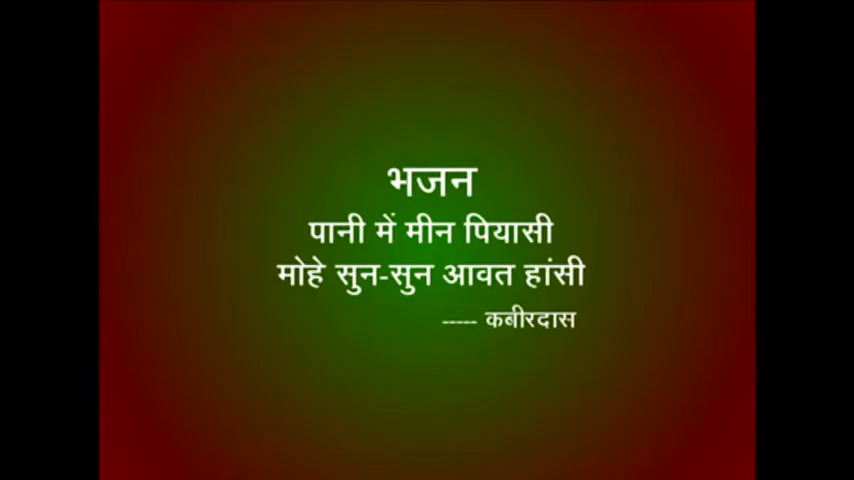 भजन
पानी में मीन पियासी
मोहे सुन-सुन आवत हांसी
----- कबीरदास